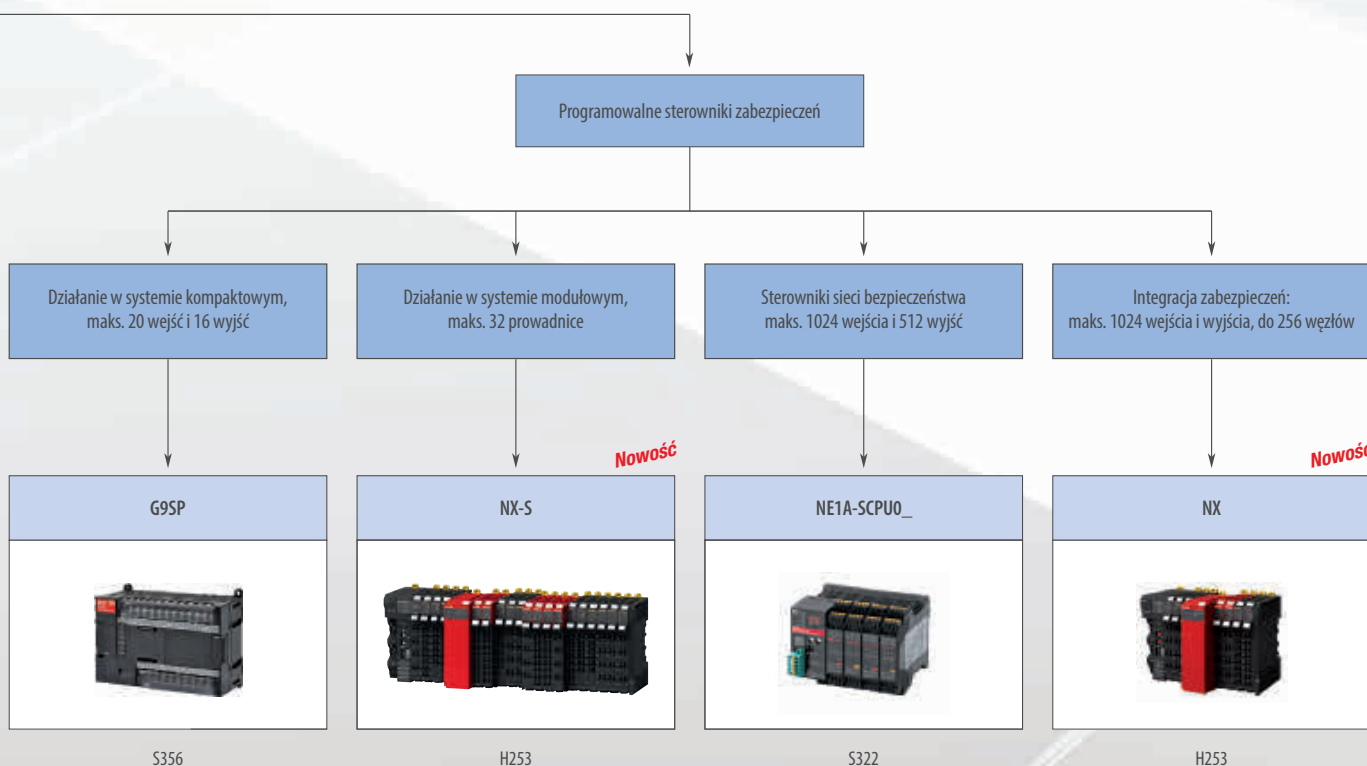 Programowalne sterowniki zabezpieczeń
Działanie w systemie kompaktowym,
maks. 20 wejść i 16 wyjść
Działanie w systemie modułowym,
maks. 32 prowadnice
Sterowniki sieci bezpieczeństwa
maks. 1024 wejścia i 512 wyjść
Integracja zabezpieczeń:
maks. 1024 wejścia i wyjścia, do 256 węzłów
Nowość
Nowość
G9SP
NX-S
NE1A-SCPU0_
NX
S356
H253
S322
H253